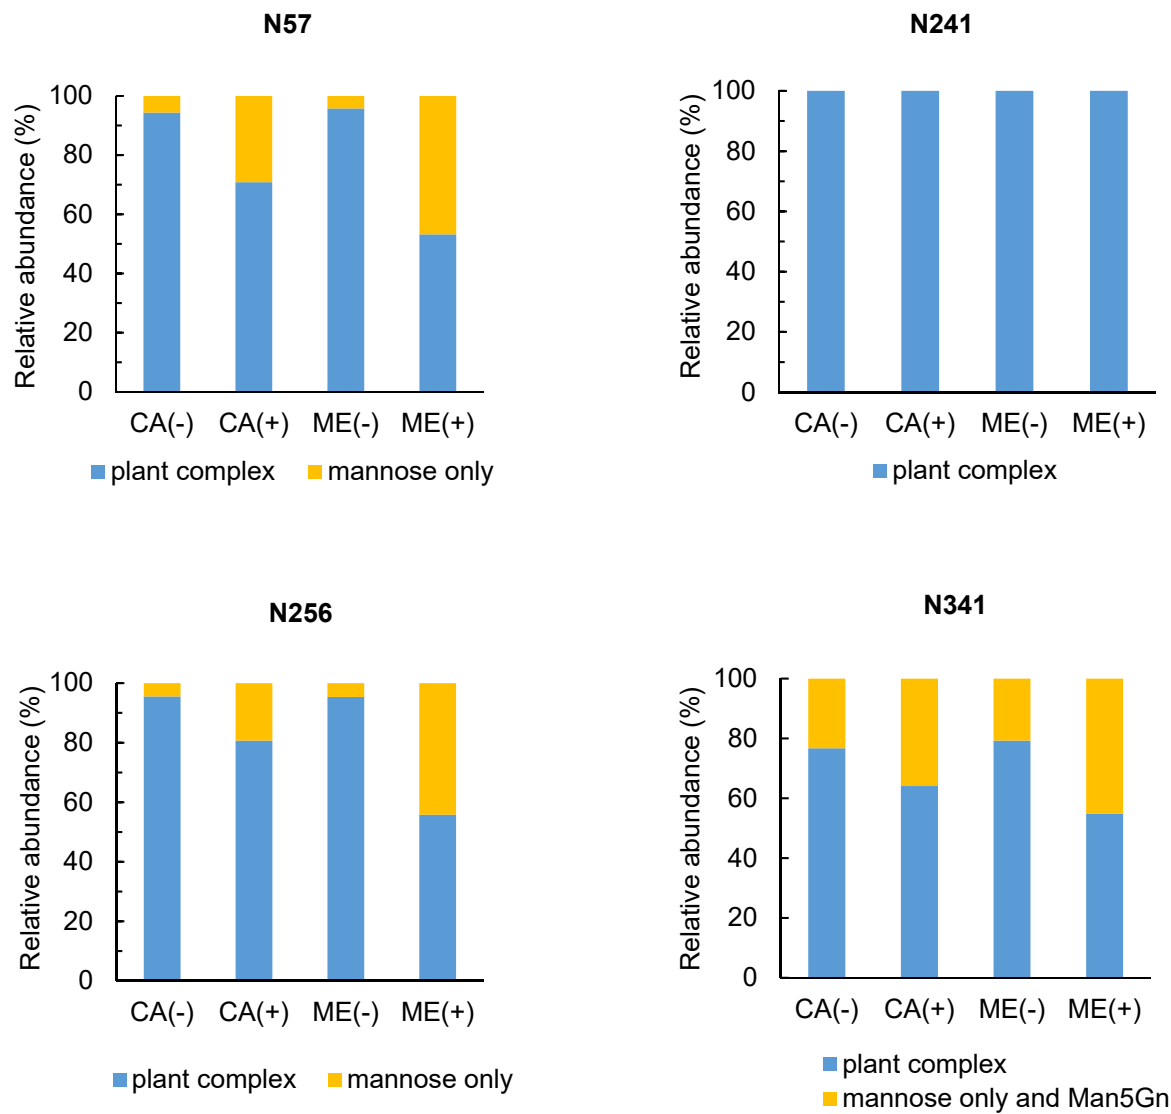 N57
Relative abundance (%)
100
80
60
40
20
0
CA(-) CA(+) ME(-) ME(+)
plant complex mannose only
N241
Relative abundance (%)
100
80
60
40
20
0
CA(-) CA(+) ME(-) ME(+)
plant complex
N256
Relative abundance (%)
100
80
60
40
20
0
CA(-) CA(+) ME(-) ME(+)
plant complex mannose only
N341
Relative abundance (%)
100
80
60
40
20
0
CA(-) CA(+) ME(-) ME(+)
plant complex
mannose only and Man5Gn